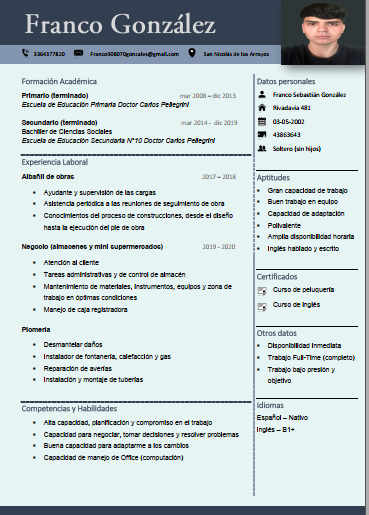 Franco González
3364377820
Franco908070gonzales@gmail.com
San Nicolás de los Arroyos
Formación Académica
Primario (terminado) mar 2008 – dic 2013
Escuela de Educación Primaria Doctor Carlos Pellegrini
Secundario (terminado) mar 2014 - dic 2019
Bachiller de Ciencias Sociales
Escuela de Educación Secundaria N°10 Doctor Carlos Pellegrini
Experiencia Laboral
Albañil de obras 2017 – 2018
• Ayudante y supervisión de las cargas
• Asistencia periódica a las reuniones de seguimiento de obra
• Conocimientos del proceso de construcciones, desde el diseño
hasta la ejecución del pie de obra
Negocio (almacenes y mini supermercados) 2019 - 2020
• Atención al cliente
• Tareas administrativas y de control de almacén
• Mantenimiento de materiales, instrumentos, equipos y zona de
trabajo en óptimas condiciones
• Manejo de caja registradora
Plomería
• Desmantelar daños
• Instalador de fontanería, calefacción y gas
• Reparación de averías
• Instalación y montaje de tuberías
Competencias y Habilidades
• Alta capacidad, planificación y compromiso en el trabajo
• Capacidad para negociar, tomar decisiones y resolver problemas
• Buena capacidad para adaptarme a los cambios
• Capacidad de manejo de Office (computación)
Datos personales
Franco Sebastián González
Rivadavia 481
03-05-2002
43863643
Soltero (sin hijos)
Aptitudes
• Gran capacidad de trabajo
• Buen trabajo en equipo
• Capacidad de adaptación
• Polivalente
• Amplia disponibilidad horaria
• Inglés hablado y escrito
Certificados
Curso de peluquería
Curso de inglés
Otros datos
• Disponibilidad inmediata
• Trabajo Full-Time (completo)
• Trabajo bajo presión y
objetivo
Idiomas
Español – Nativo
Inglés – B1+